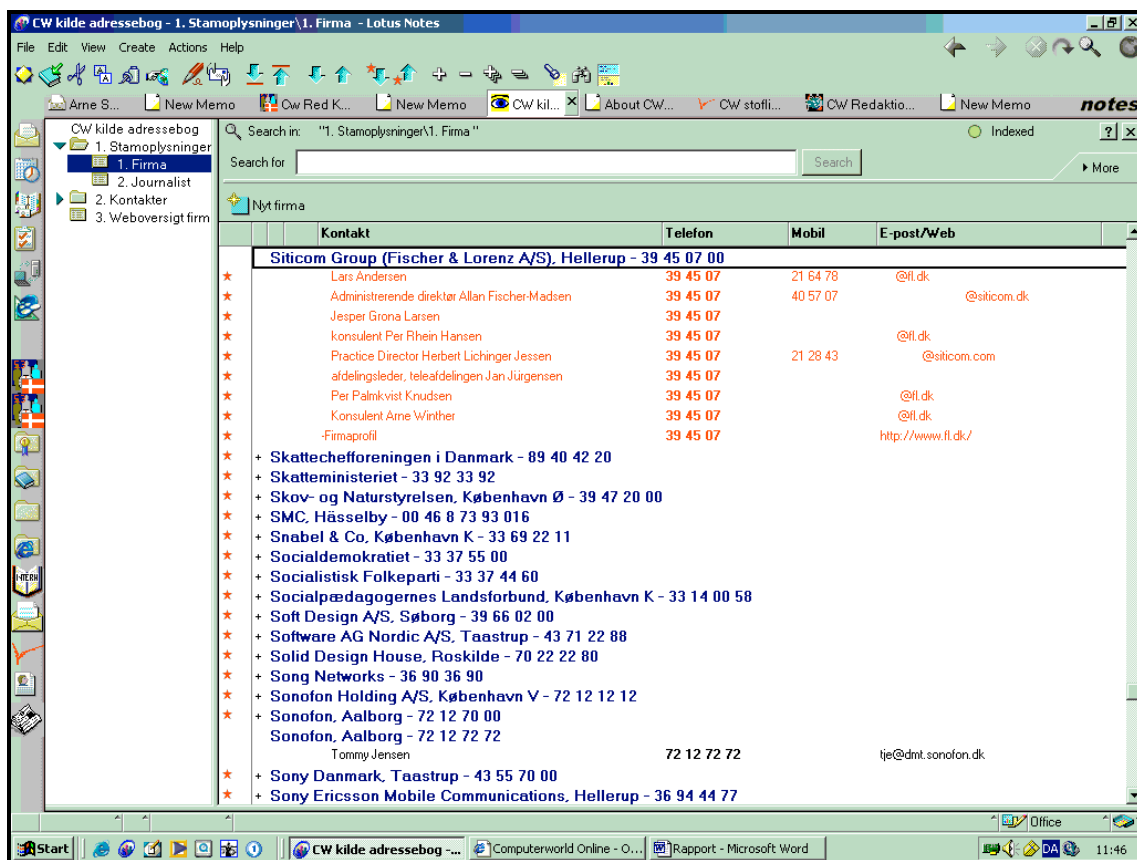 CW kilde adressebog - 1. Stamoplysninger\1. Firma - Lotus Notes
File Edit View Create Actions Help
Arne S... New Memo Cw Red K... New Memo CW kil... About CW... CW stofli... CW Redaktio... New Memo notes
CW kilde adressebog
1. Stamoplysninger
1. Firma
2. Journalist
2. Kontakter
3. Weboversigt firm
Search in: "1. Stamoplysninger\1. Firma " Indexed
Search for Search
More
Nyt firma
Kontakt Telefon Mobil E-post/Web
Siticom Group (Fischer & Lorenz A/S), Hellerup - 39 45 07 00
Lars Andersen 39 45 07 21 64 78 @fl.dk
Administrerende direktør Allan Fischer-Madsen 39 45 07 40 57 07 @siticom.dk
Jesper Grona Larsen 39 45 07
konsulent Per Rhein Hansen 39 45 07 @fl.dk
Practice Director Herbert Lichinger Jessen 39 45 07 21 28 43 @siticom.com
afdelingsleder, teleafdelingen Jan Jürgensen 39 45 07
Per Palmkvist Knudsen 39 45 07 @fl.dk
Konsulent Arne Winther 39 45 07 @fl.dk
-Firmaprofil 39 45 07 http://www.fl.dk/
+ Skattechefforeningen i Danmark - 89 40 42 20
+ Skatteministeriet - 33 92 33 92
+ Skov- og Naturstyrelsen, København Ø - 39 47 20 00
+ SMC, Hässelby - 00 46 8 73 93 016
+ Snabel & Co, København K - 33 69 22 11
+ Socialdemokratiet - 33 37 55 00
+ Socialistisk Folkeparti - 33 37 44 60
+ Socialpædagogernes Landsforbund, København K - 33 14 00 58
+ Soft Design A/S, Søborg - 39 66 02 00
+ Software AG Nordic A/S, Taastrup - 43 71 22 88
+ Solid Design House, Roskilde - 70 22 22 80
+ Song Networks - 36 90 36 90
+ Sonofon Holding A/S, København V - 72 12 12 12
+ Sonofon, Aalborg - 72 12 70 00
Sonofon, Aalborg - 72 12 72 72
Tommy Jensen 72 12 72 72 tje@dmt.sonofon.dk
+ Sony Danmark, Taastrup - 43 55 70 00
+ Sony Ericsson Mobile Communications, Hellerup - 36 94 44 77
Office
Start CW kilde adressebog -... Computerworld Online - O... Rapport - Microsoft Word DA 11:46